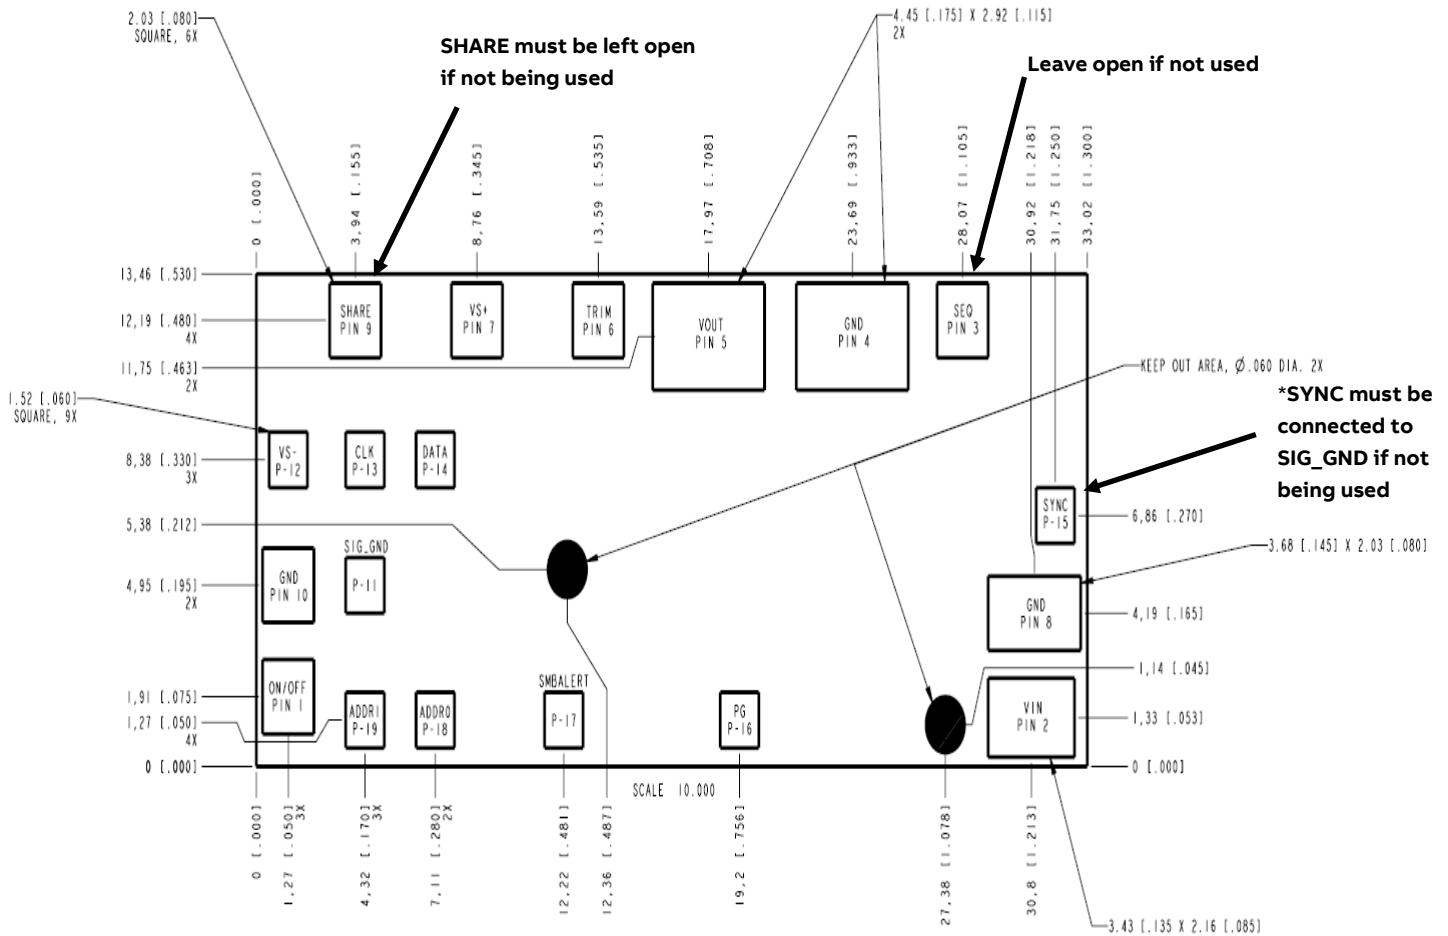 2.03 [.080]
SQUARE, 6X
SHARE must be left open
if not being used
4.45 [.175] X 2.92 [.115]
2X
Leave open if not used
0 [.000]
3,94 [.155]
8,76 [.345]
13,59 [.535]
17,97 [.708]
23,69 [.933]
28,07 [1.105]
30,92 [1.218]
31,75 [1.250]
33,02 [1.300]
13,46 [.530]
12,19 [.480]
4X
11,75 [.463]
2X
SHARE
PIN 9
VS+
PIN 7
TRIM
PIN 6
VOUT
PIN 5
GND
PIN 4
SEQ
PIN 3
KEEP OUT AREA, Ø.060 DIA. 2X
1.52 [.060]
SQUARE, 9X
*SYNC must be
connected to
SIG_GND if not
being used
8,38 [.330]
3X
VS-
P-12
CLK
P-13
DATA
P-14
SYNC
P-15
6,86 [.270]
5,38 [.212]
3.68 [.145] X 2.03 [.080]
SIG_GND
4,95 [.195]
2X
GND
PIN 10
P-11
GND
PIN 8
4,19 [.165]
1,14 [.045]
1,91 [.075]
1,27 [.050]
4X
ON/OFF
PIN 1
ADDR1
P-19
ADDR0
P-18
SMBALERT
P-17
PG
P-16
VIN
PIN 2
1,33 [.053]
0 [.000]
0 [.000]
SCALE 10.000
0 [.000]
1,27 [.050]
3X
4,32 [.170]
3X
7,11 [.280]
2X
12,22 [.481]
12,36 [.487]
19,2 [.756]
27,38 [1.078]
30,8 [1.213]
3.43 [.135 X 2.16 [.085]